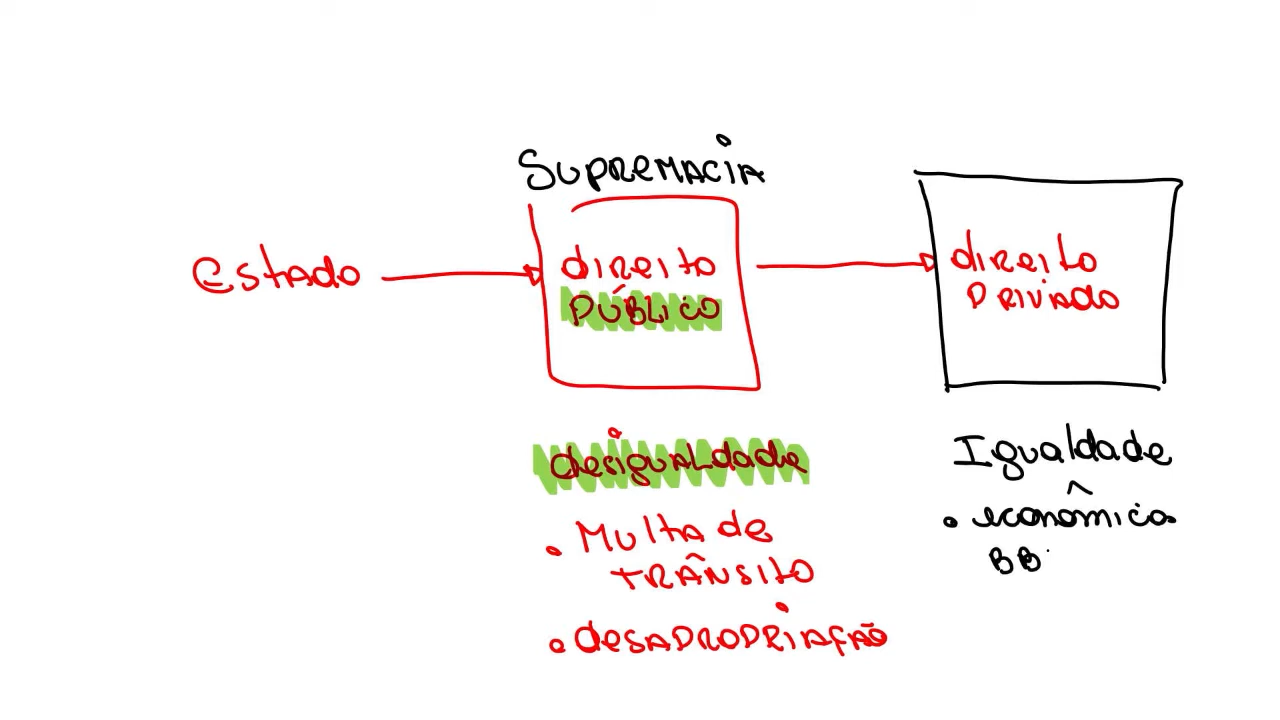 SUPREMACIA
Estado
direito
PÚBLICO
direito
PRIVADO
desigualdade
Igualdade
• Multa de
TRÂNSITO
• econômica
BB
• desapropriação